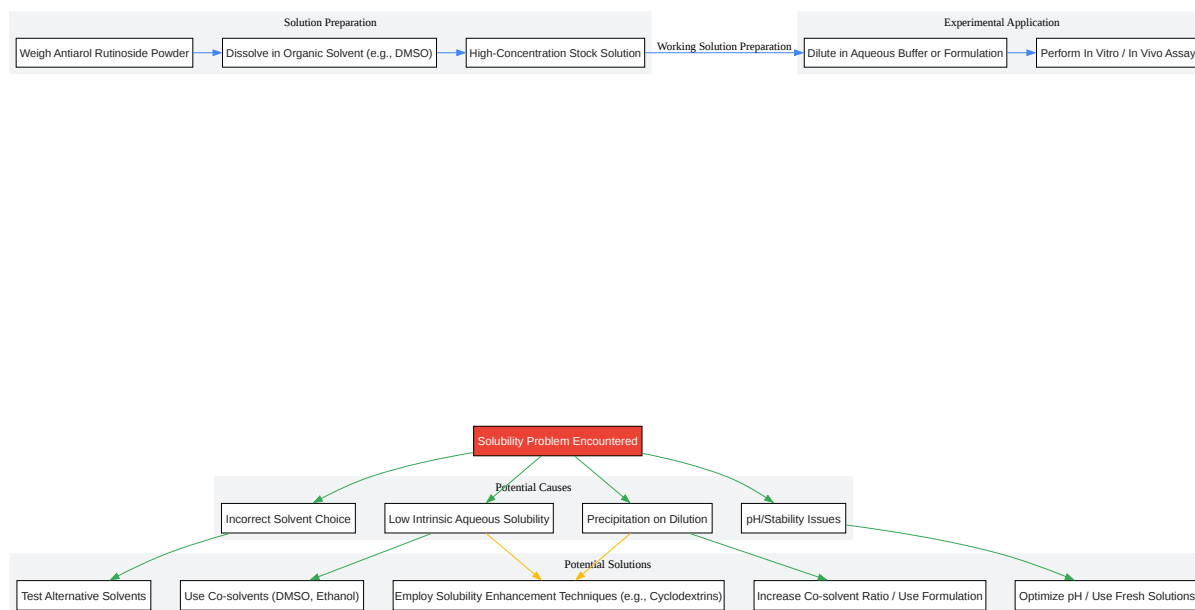 Solution Preparation
Experimental Application
Weigh Antiarol Rutinoside Powder
Dissolve in Organic Solvent (e.g., DMSO)
High-Concentration Stock Solution
Working Solution Preparation
Dilute in Aqueous Buffer or Formulation
Perform In Vitro / In Vivo Assay
Solubility Problem Encountered
Potential Causes
Incorrect Solvent Choice
Low Intrinsic Aqueous Solubility
Precipitation on Dilution
pH/Stability Issues
Potential Solutions
Test Alternative Solvents
Use Co-solvents (DMSO, Ethanol)
Employ Solubility Enhancement Techniques (e.g., Cyclodextrins)
Increase Co-solvent Ratio / Use Formulation
Optimize pH / Use Fresh Solutions